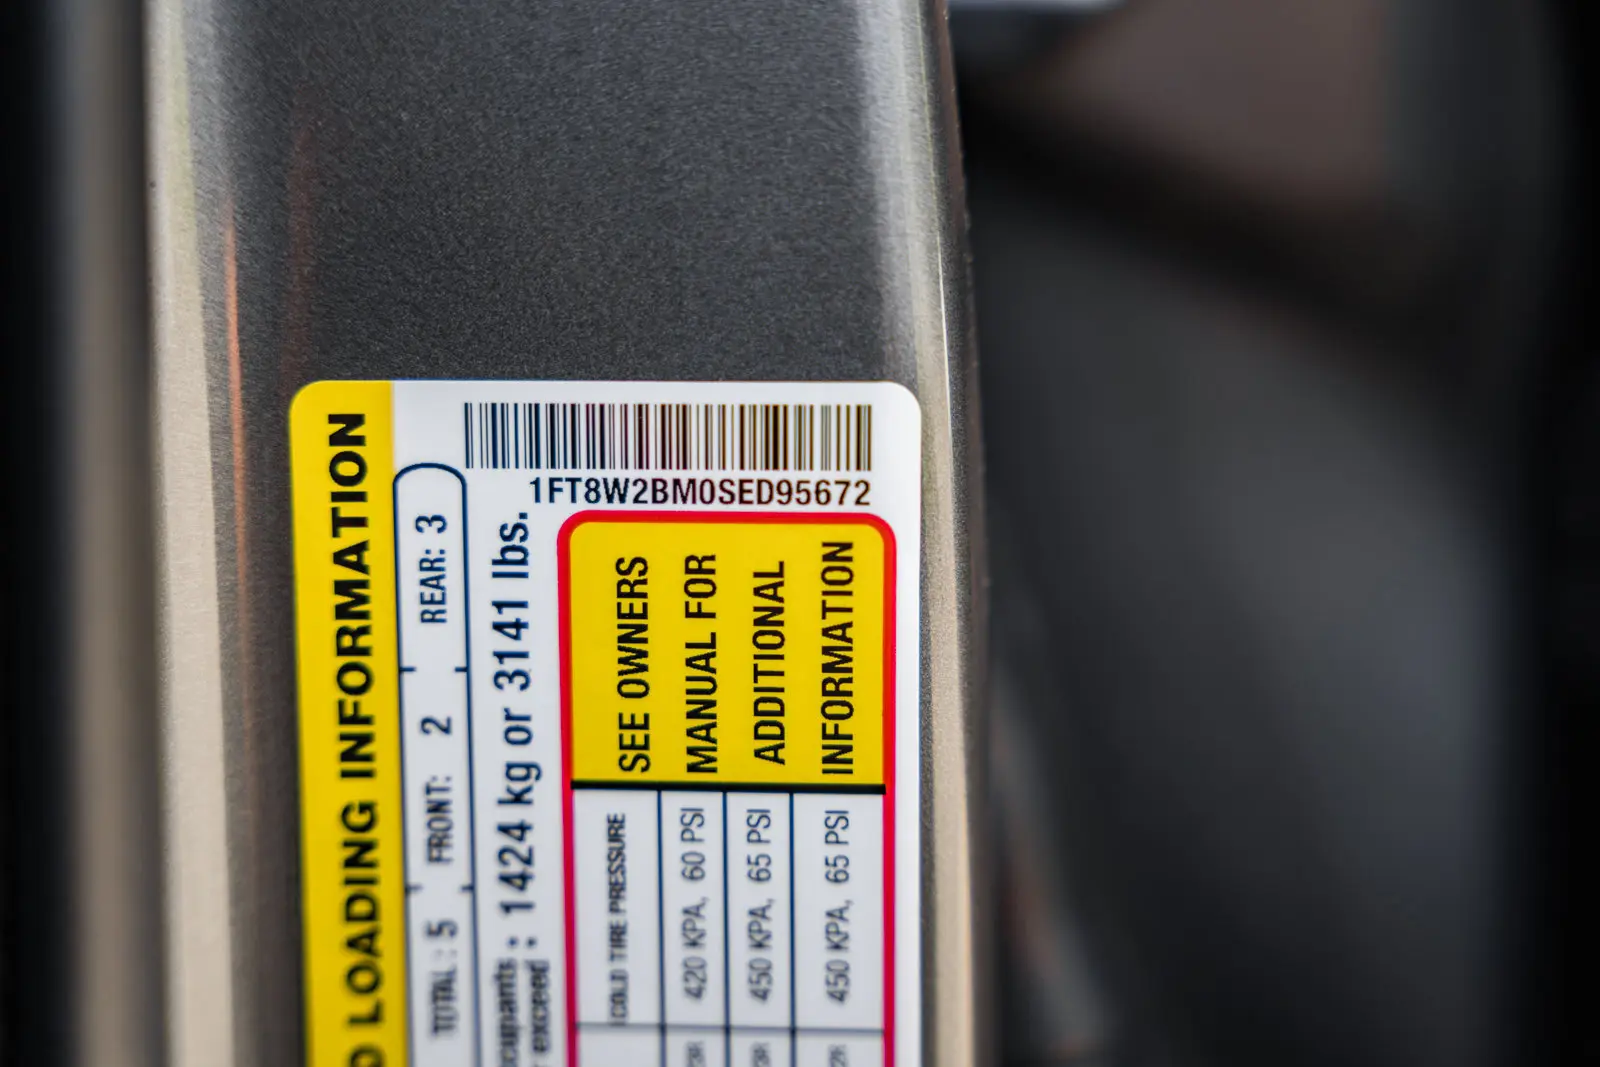 1FT8W2BM0SED95672
LOADING INFORMATION
TOTAL : 5 FRONT: 2 REAR: 3
: 1424 kg or 3141 lbs.
exceed
SEE OWNERS
MANUAL FOR
ADDITIONAL
INFORMATION
COLD TIRE PRESSURE
420 KPA, 60 PSI
450 KPA, 65 PSI
450 KPA, 65 PSI